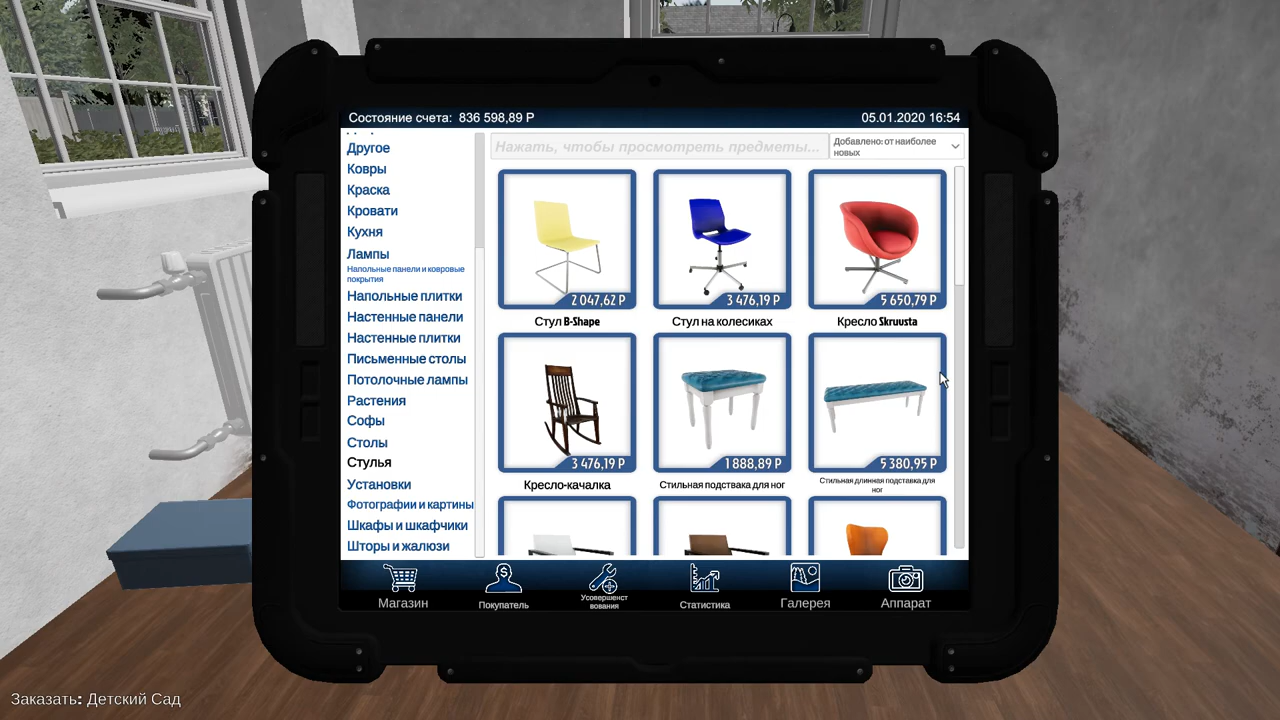 Состояние счета: 836 598,89 Р
05.01.2020 16:54
Другое
Ковры
Краска
Кровати
Кухня
Лампы
Напольные панели и ковровые
покрытия
Напольные плитки
Настенные панели
Настенные плитки
Письменные столы
Потолочные лампы
Растения
Софы
Столы
Стулья
Установки
Фотографии и картины
Шкафы и шкафчики
Шторы и жалюзи
Нажать, чтобы просмотреть предметы...
Добавлено: от наиболее
новых
2 047,62 Р
3 476,19 Р
5 650,79 Р
Стул B-Shape
Стул на колесиках
Кресло Skruvsta
3 476,19 Р
1 888,89 Р
5 380,95 Р
Кресло-качалка
Стильная подствака для ног
Стильная длинная подставка для
ног
Магазин
Покупатель
Усовершенст
вования
Статистика
Галерея
Аппарат
Заказать: Детский Сад